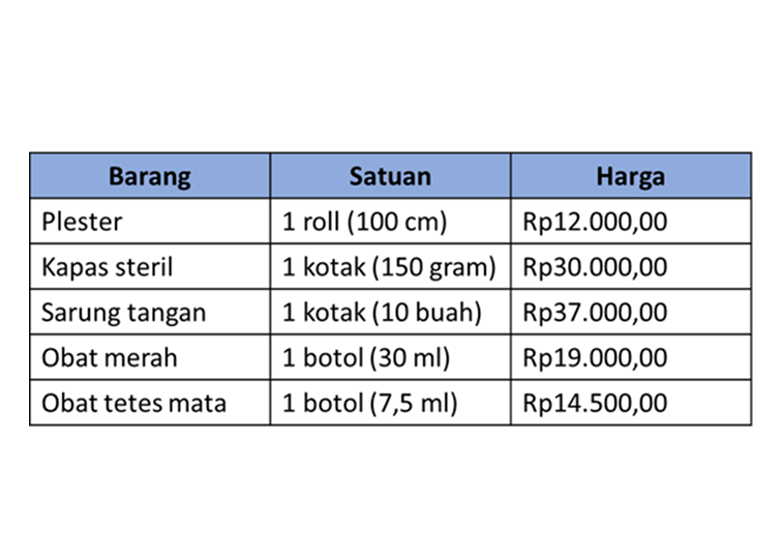 Barang Satuan Harga
Plester 1 roll (100 cm) Rp12.000,00
Kapas steril 1 kotak (150 gram) Rp30.000,00
Sarung tangan 1 kotak (10 buah) Rp37.000,00
Obat merah 1 botol (30 ml) Rp19.000,00
Obat tetes mata 1 botol (7,5 ml) Rp14.500,00